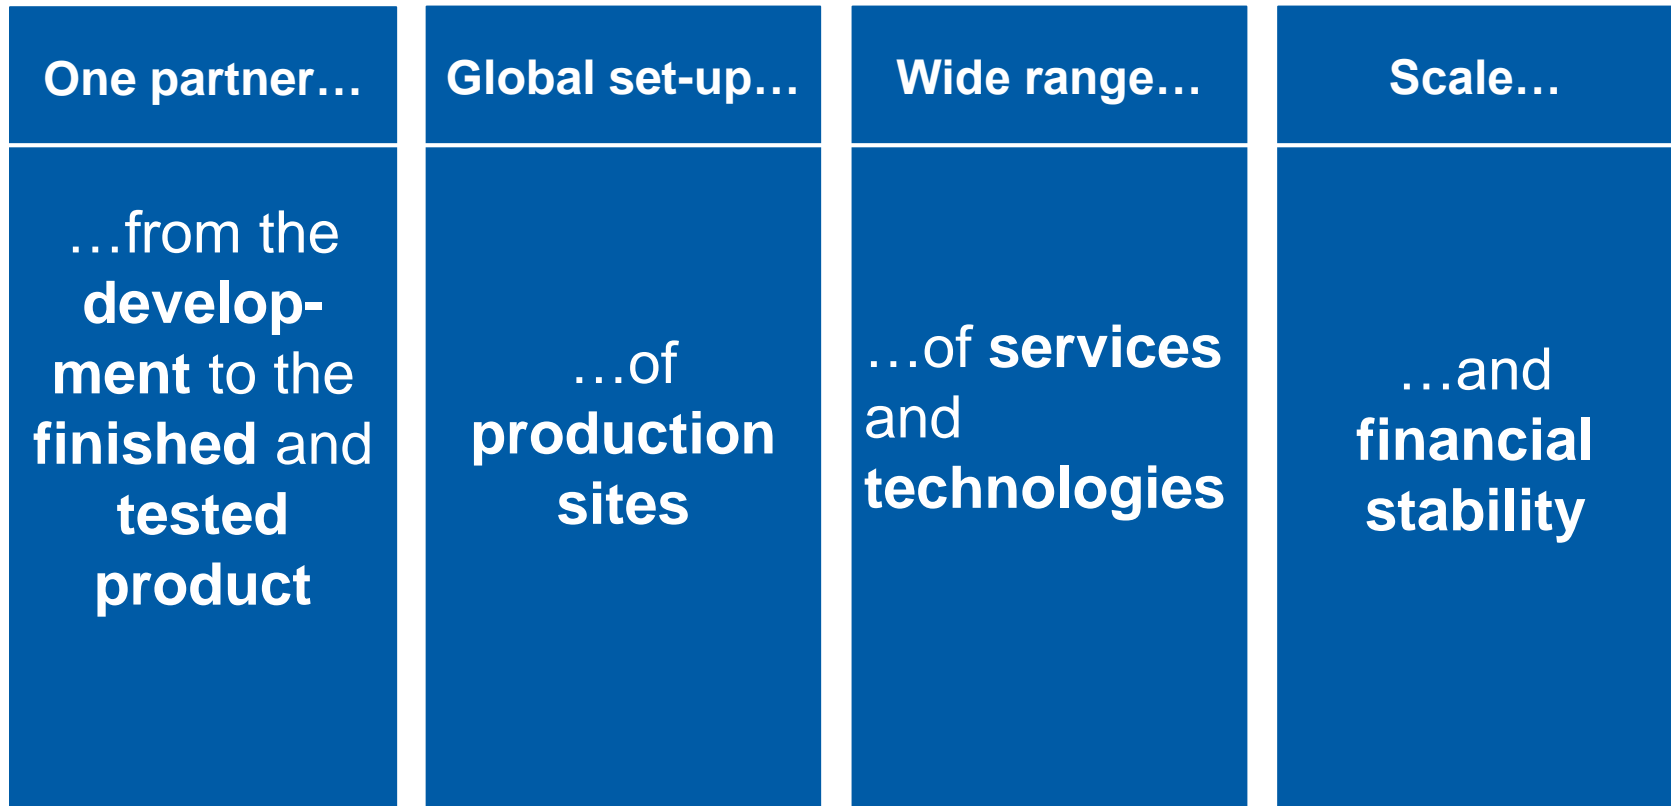 One partner…
…from the
develop-
ment to the
finished and
tested
product
Global set-up…
…of
production
sites
Wide range…
…of services
and
technologies
Scale…
…and
financial
stability